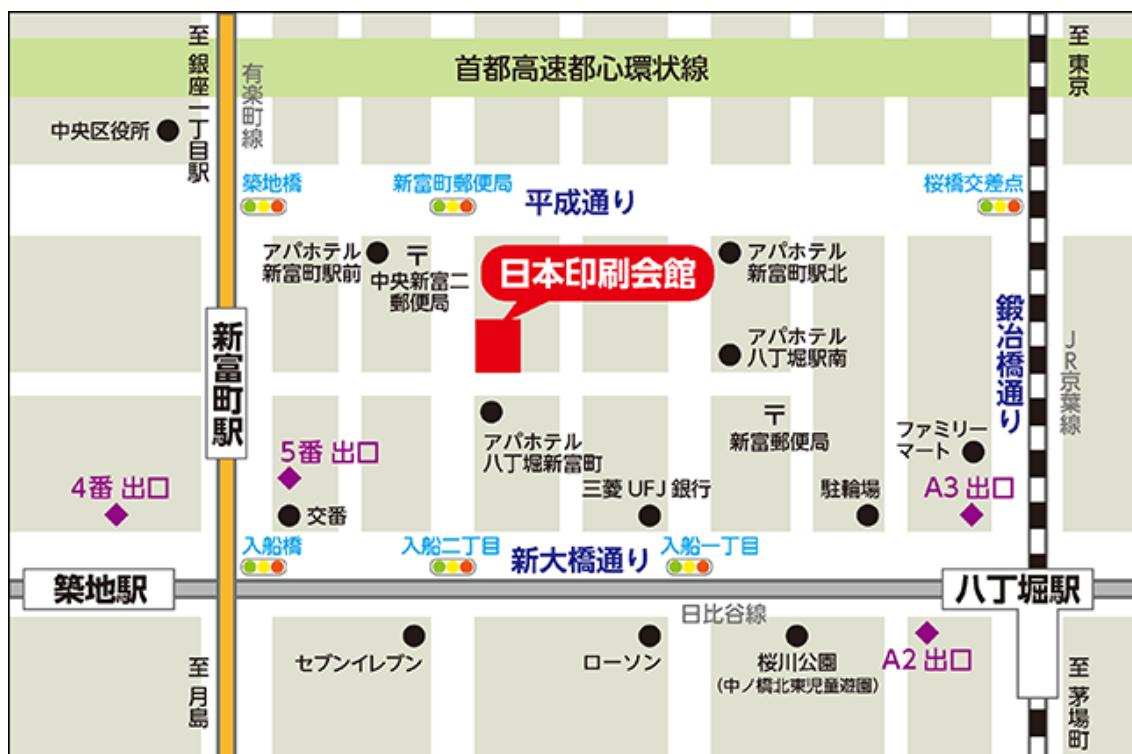 首都高速都心環状線
至 銀座一丁目駅
有楽町線
至 東京
中央区役所
築地橋
新富町郵便局
平成通り
桜橋交差点
アパホテル
新富町駅前
〒
中央新富二
郵便局
日本印刷会館
アパホテル
新富町駅北
鍛冶橋通り
新富町駅
アパホテル
八丁堀駅南
JR京葉線
アパホテル
八丁堀新富町
〒
新富郵便局
ファミリー
マート
5番 出口
4番 出口
交番
三菱 UFJ 銀行
駐輪場
A3 出口
入船橋
入船二丁目
新大橋通り
入船一丁目
築地駅
八丁堀駅
日比谷線
セブンイレブン
ローソン
桜川公園
(中ノ橋北東児童遊園)
A2 出口
至 月島
至 茅場町